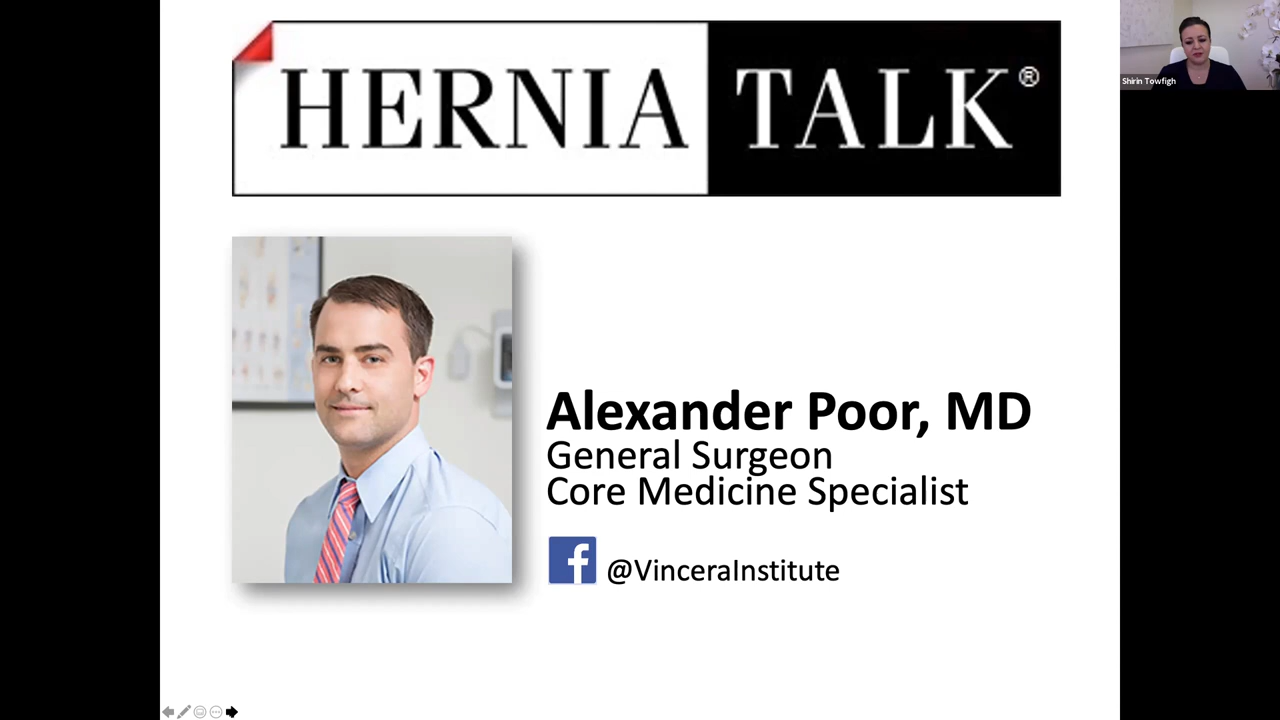 HERNIA TALK®
Shirin Towfigh
Alexander Poor, MD
General Surgeon
Core Medicine Specialist
f @VinceraInstitute